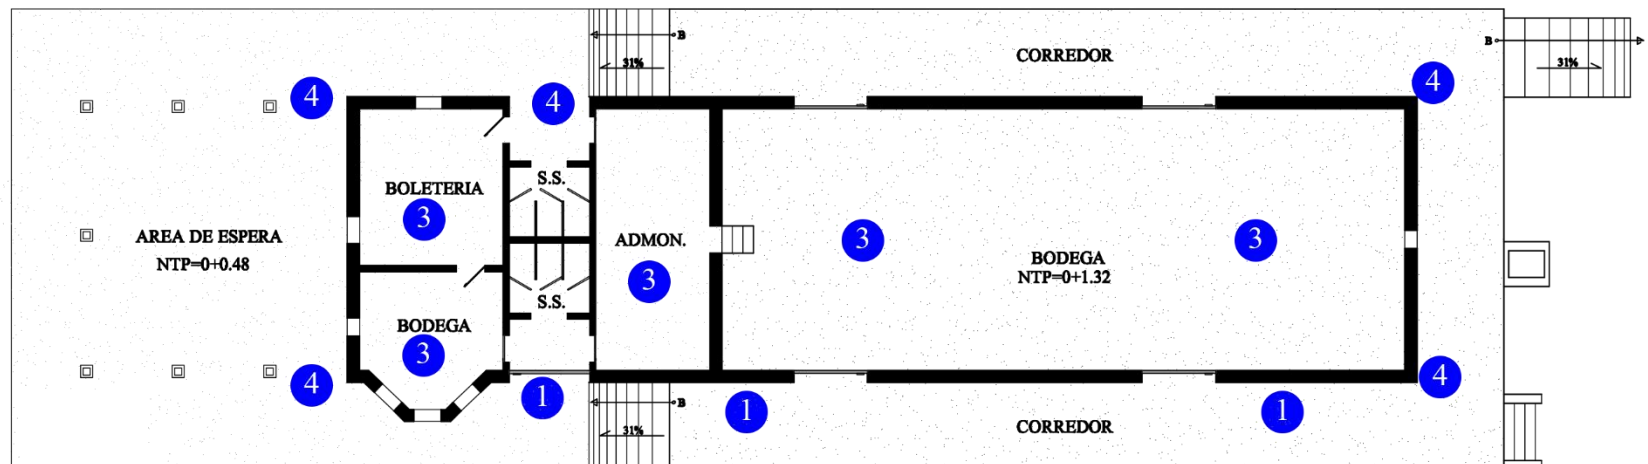 B
31%
CORREDOR
B
31%
4
4
4
BOLETERIA
3
S.S.
AREA DE ESPERA
NTP=0+0.48
ADMON.
3
3
3
BODEGA
NTP=0+1.32
S.S.
BODEGA
3
4
1
B
1
1
4
31%
CORREDOR